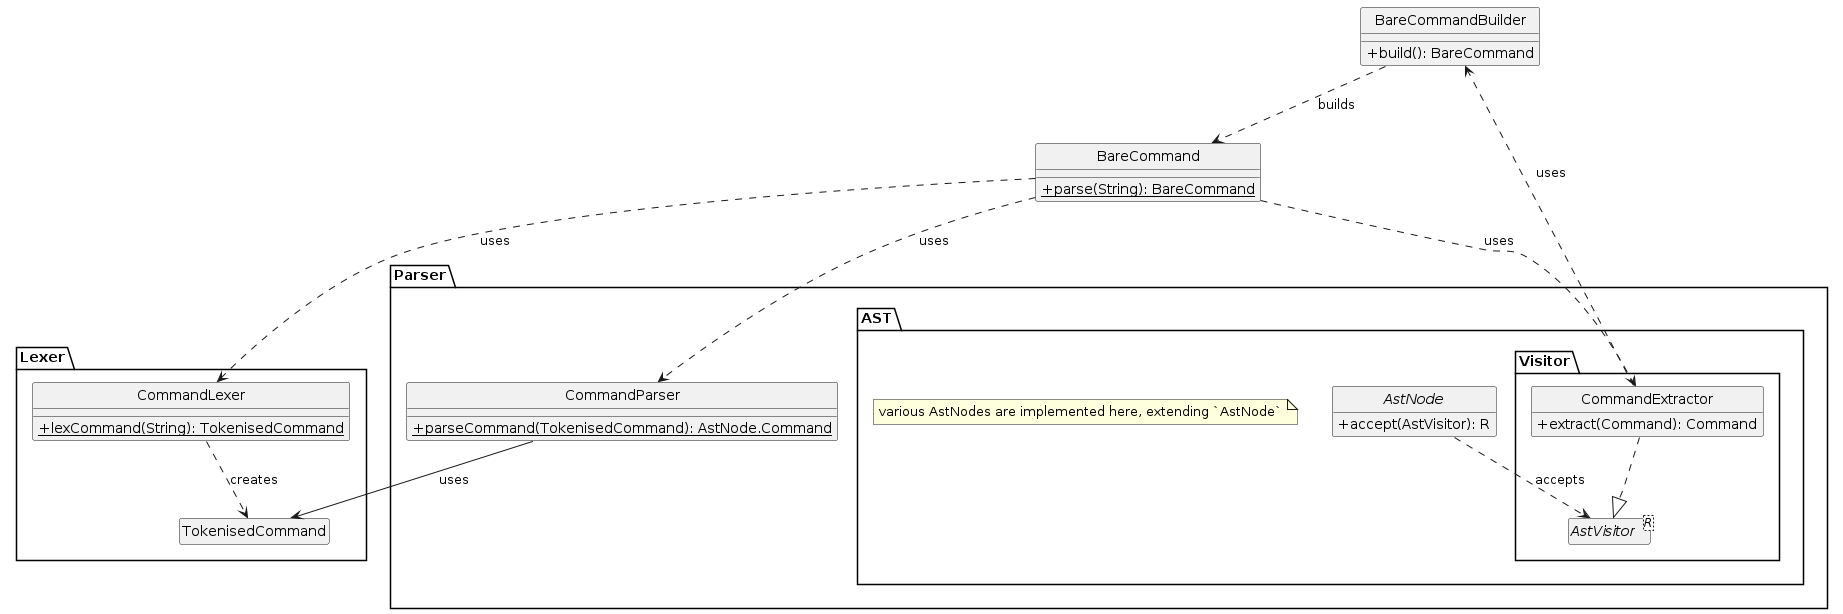 BareCommandBuilder
+build(): BareCommand
builds
BareCommand
+parse(String): BareCommand
uses
uses
uses
uses
Parser
AST
Lexer
Visitor
CommandLexer
+lexCommand(String): TokenisedCommand
CommandParser
+parseCommand(TokenisedCommand): AstNode.Command
various AstNodes are implemented here, extending `AstNode`
AstNode
+accept(AstVisitor): R
CommandExtractor
+extract(Command): Command
creates
uses
accepts
TokenisedCommand
AstVisitor
R